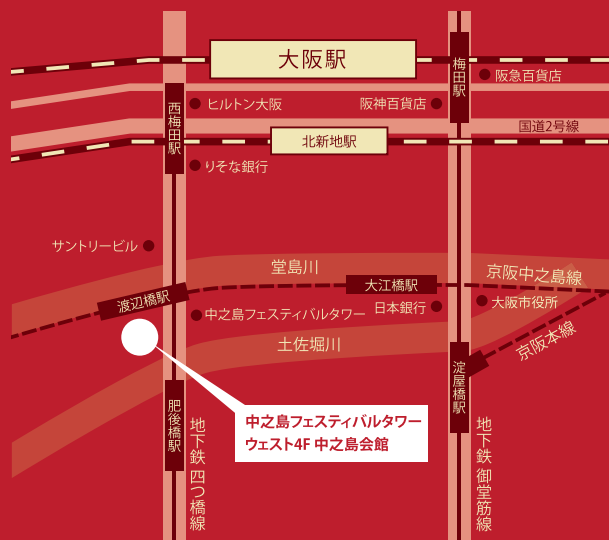 大阪駅
梅田駅
阪急百貨店
西梅田駅
ヒルトン大阪
阪神百貨店
国道2号線
北新地駅
りそな銀行
サントリービル
堂島川
京阪中之島線
大江橋駅
渡辺橋駅
中之島フェスティバルタワー
日本銀行
大阪市役所
土佐堀川
京阪本線
淀屋橋駅
肥後橋駅
中之島フェスティバルタワー
ウェスト4F 中之島会館
地下鉄 四つ橋線
地下鉄 御堂筋線